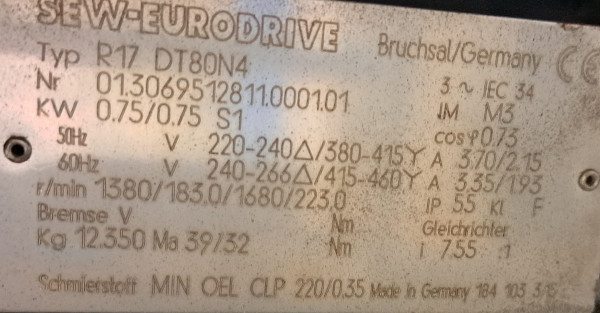 SEW-EURODRIVE Bruchsal/Germany CE
Typ R17 DT80N4 3 ~ IEC 34
Nr 01.3069512811.0001.01 IM M3
KW 0.75/0.75 S1 cosφ 0.73
50Hz V 220-240△/380-415Y A 3.70/2.15
60Hz V 240-266△/415-460Y A 3.35/1.93
r/min 1380/183.0/1680/223.0 IP 55 Kl F
Bremse V Nm Gleichrichter
Kg 12.350 Ma 39/32 Nm i 7.55 :1
Schmierstoff MIN OEL CLP 220/0.35 Made in Germany 184 103 3